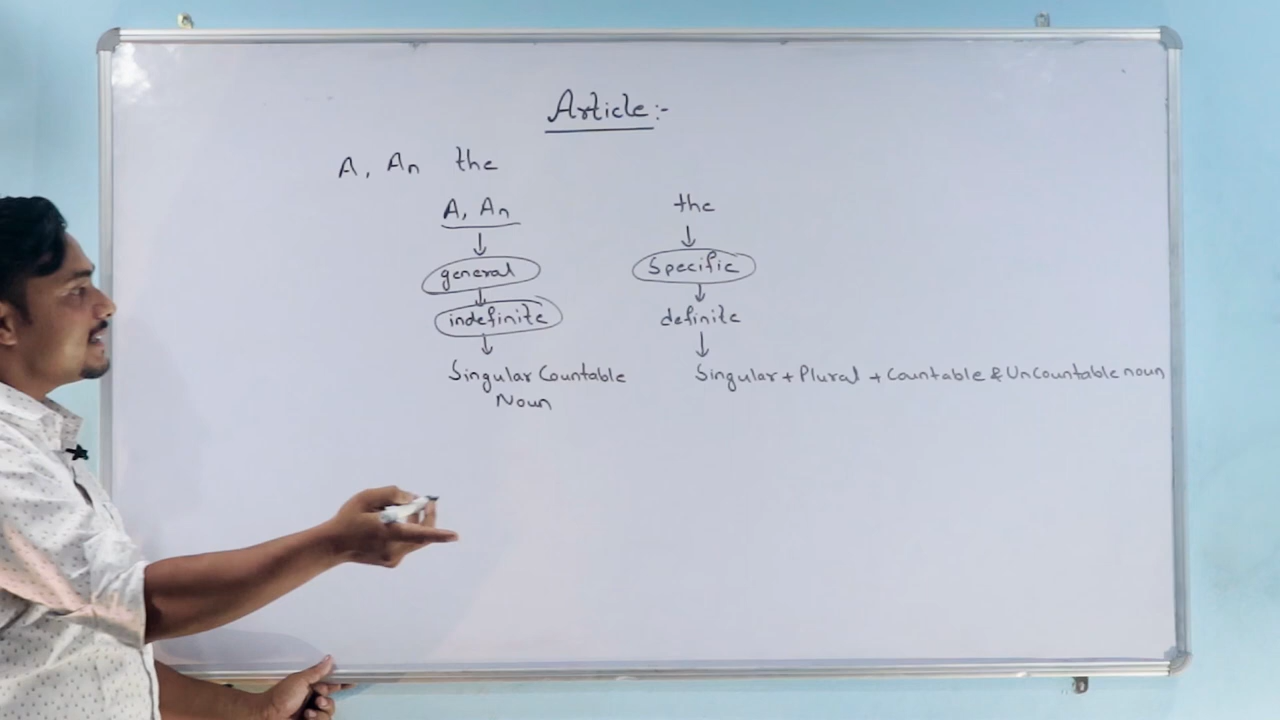 Article:-
A, An the
A, An the
↓ ↓
general Specific
↓ ↓
indefinite definite
↓ ↓
Singular Countable Singular + Plural + Countable & UnCountable noun
Noun